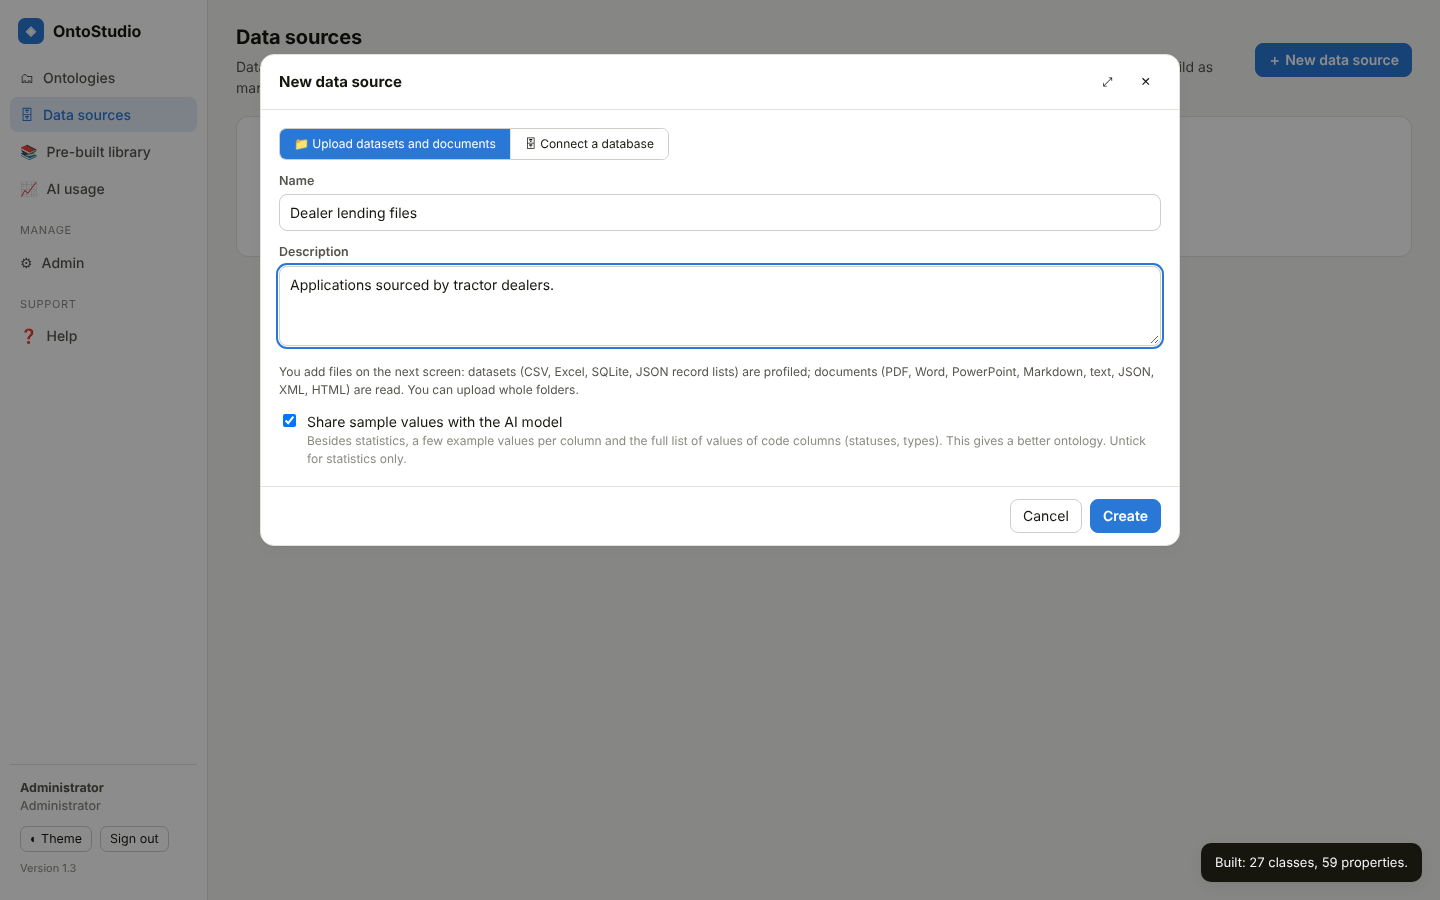 OntoStudio
Ontologies
Data sources
Pre-built library
AI usage
MANAGE
Admin
SUPPORT
Help
Administrator
Administrator
Theme
Sign out
Version 1.3
Data sources
+ New data source
New data source
Upload datasets and documents
Connect a database
Name
Dealer lending files
Description
Applications sourced by tractor dealers.
You add files on the next screen: datasets (CSV, Excel, SQLite, JSON record lists) are profiled; documents (PDF, Word, PowerPoint, Markdown, text, JSON,
XML, HTML) are read. You can upload whole folders.
Share sample values with the AI model
Besides statistics, a few example values per column and the full list of values of code columns (statuses, types). This gives a better ontology. Untick
for statistics only.
Cancel
Create
Built: 27 classes, 59 properties.